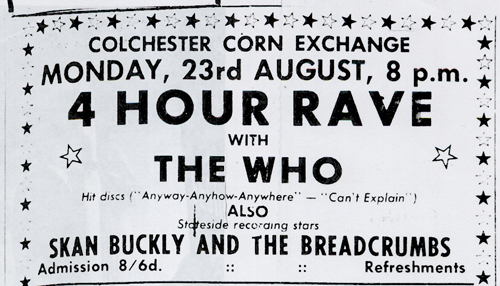 COLCHESTER CORN EXCHANGE
MONDAY, 23rd AUGUST, 8 p.m.
4 HOUR RAVE
WITH
THE WHO
Hit discs ("Anyway-Anyhow-Anywhere" — "Can't Explain")
ALSO
Stateside recording stars
SKAN BUCKLY AND THE BREADCRUMBS
Admission 8/6d. :: :: Refreshments